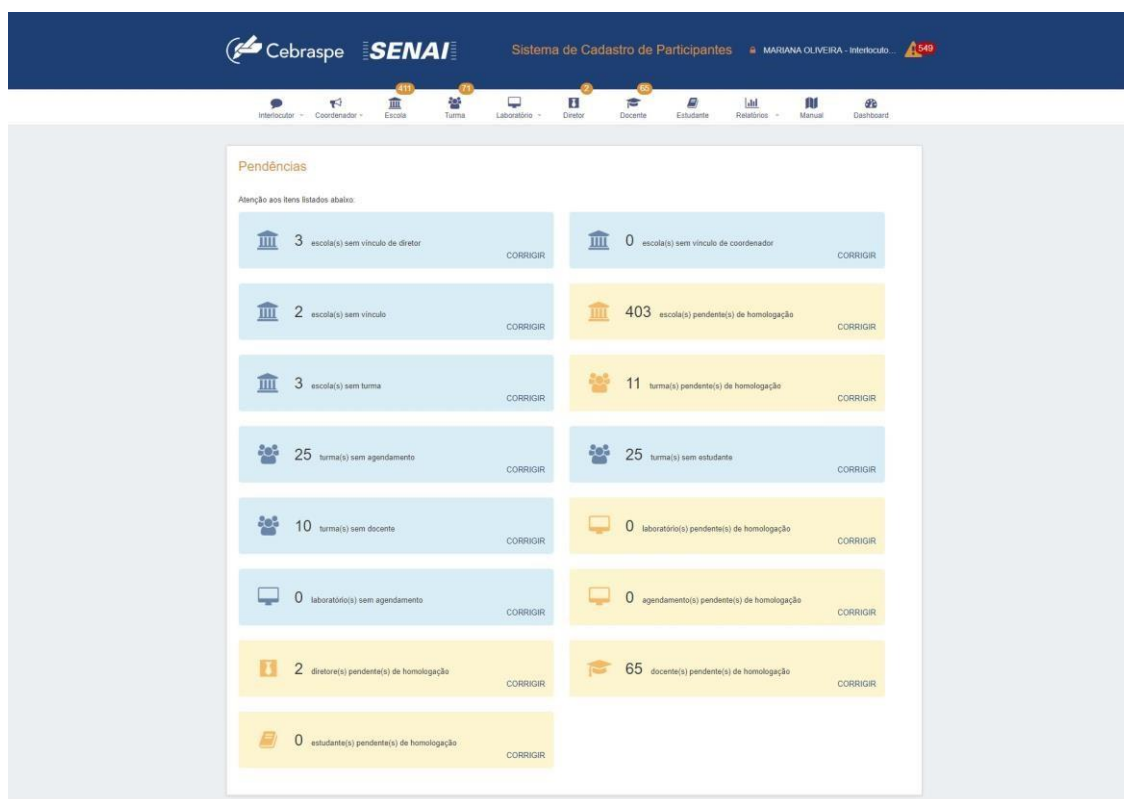 Cebraspe SENAI Sistema de Cadastro de Participantes MARIANA OLIVEIRA - Interlocuto... 549
411 71 2 65
Interlocutor Coordenador Escola Turma Laboratório Diretor Docente Estudante Relatórios Manual Dashboard
Pendências
Atenção aos itens listados abaixo:
3 escola(s) sem vínculo de diretor
CORRIGIR
0 escola(s) sem vínculo de coordenador
CORRIGIR
2 escola(s) sem vínculo
CORRIGIR
403 escola(s) pendente(s) de homologação
CORRIGIR
3 escola(s) sem turma
CORRIGIR
11 turma(s) pendente(s) de homologação
CORRIGIR
25 turma(s) sem agendamento
CORRIGIR
25 turma(s) sem estudante
CORRIGIR
10 turma(s) sem docente
CORRIGIR
0 laboratório(s) pendente(s) de homologação
CORRIGIR
0 laboratório(s) sem agendamento
CORRIGIR
0 agendamento(s) pendente(s) de homologação
CORRIGIR
2 diretore(s) pendente(s) de homologação
CORRIGIR
65 docente(s) pendente(s) de homologação
CORRIGIR
0 estudante(s) pendente(s) de homologação
CORRIGIR